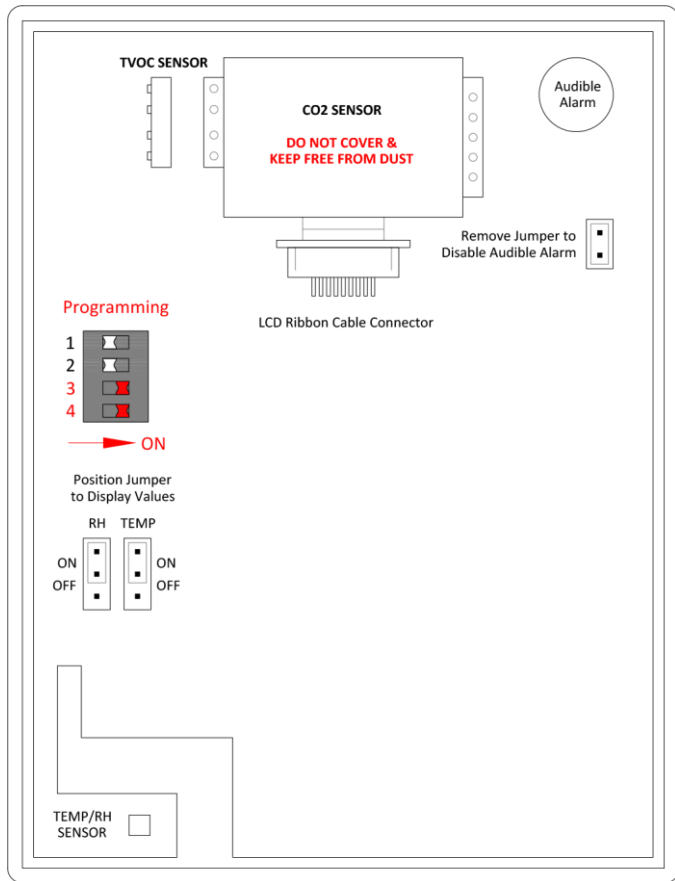 TVOC SENSOR
CO2 SENSOR
DO NOT COVER &
KEEP FREE FROM DUST
Audible
Alarm
Remove Jumper to
Disable Audible Alarm
LCD Ribbon Cable Connector
Programming
1
2
3
4
ON
Position Jumper
to Display Values
RH TEMP
ON ON
OFF OFF
TEMP/RH
SENSOR